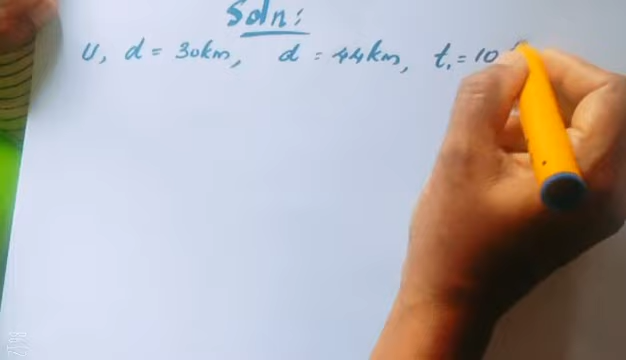 Soln:
U, d = 30km, d = 44km, t₁ = 10